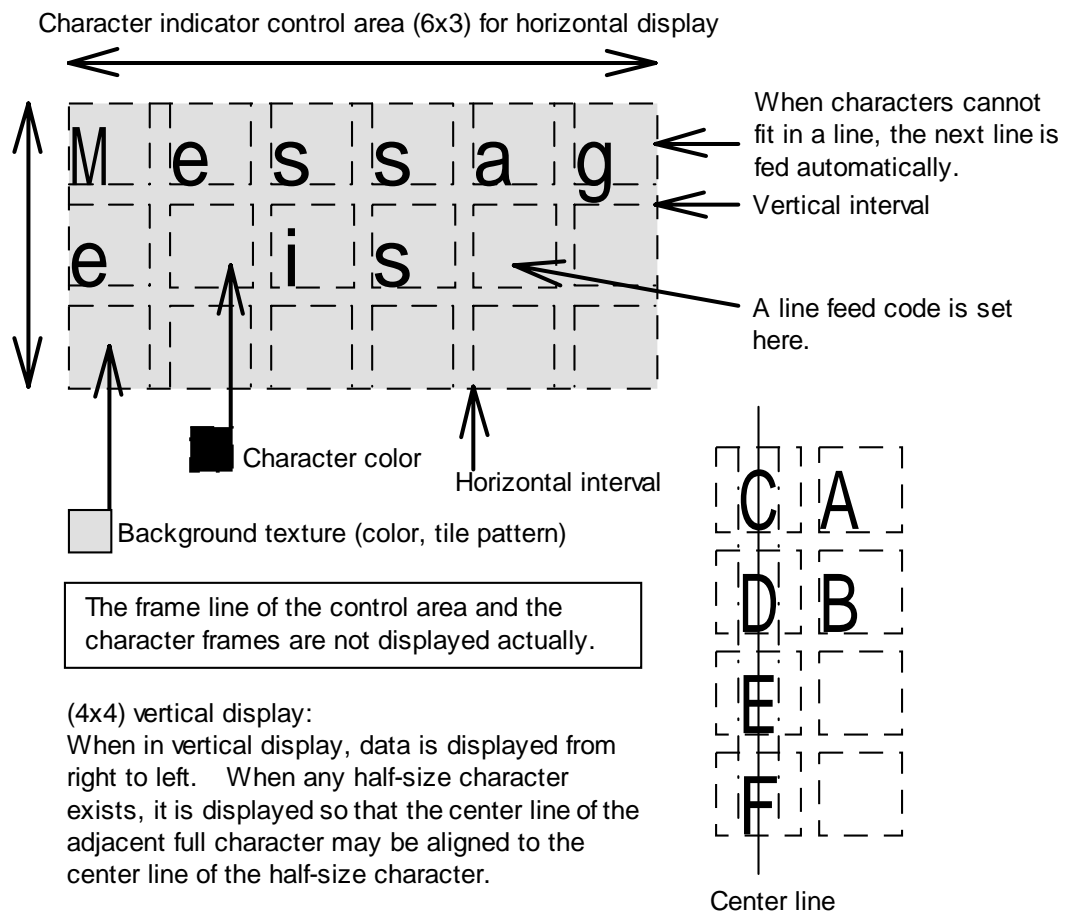 Character indicator control area (6x3) for horizontal display
M e s s a g
e i s
When characters cannot
fit in a line, the next line is
fed automatically.
Vertical interval
A line feed code is set
here.
Character color
Horizontal interval
Background texture (color, tile pattern)
The frame line of the control area and the
character frames are not displayed actually.
(4x4) vertical display:
When in vertical display, data is displayed from
right to left. When any half-size character
exists, it is displayed so that the center line of the
adjacent full character may be aligned to the
center line of the half-size character.
C A
D B
E
F
Center line